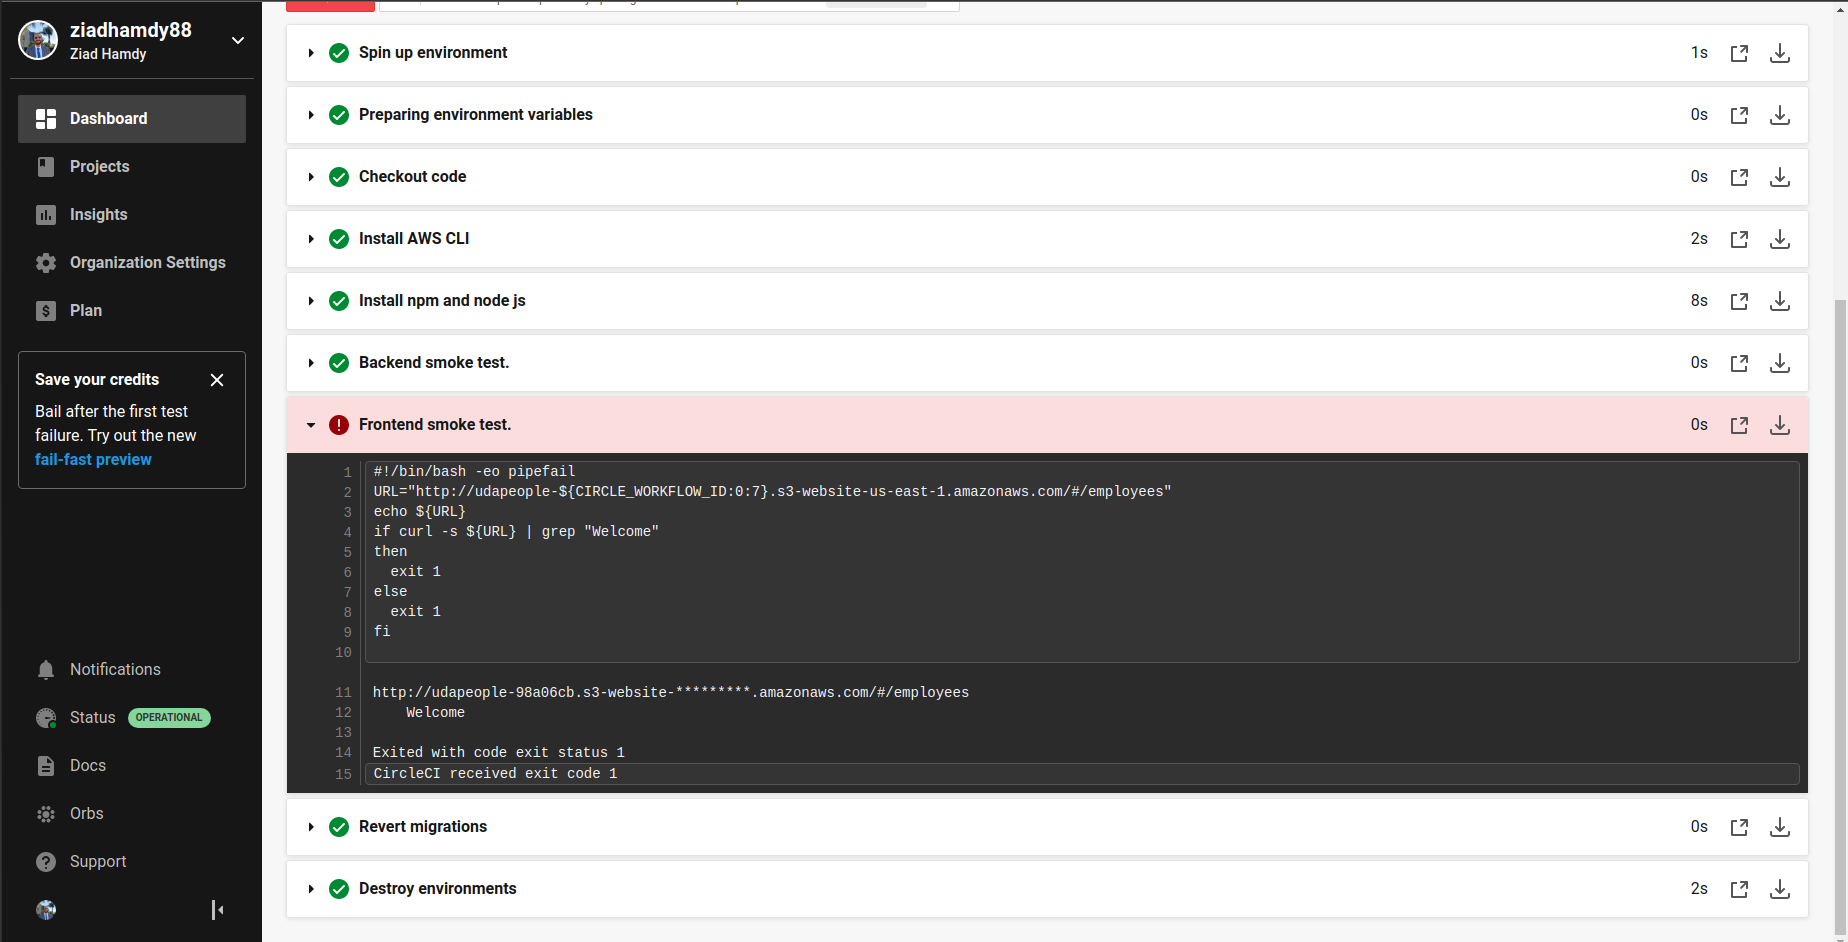 ziadhamdy88
Ziad Hamdy
Dashboard
Projects
Insights
Organization Settings
Plan
Save your credits
Bail after the first test
failure. Try out the new
fail-fast preview
Notifications
Status OPERATIONAL
Docs
Orbs
Support
Spin up environment 1s
Preparing environment variables 0s
Checkout code 0s
Install AWS CLI 2s
Install npm and node js 8s
Backend smoke test. 0s
Frontend smoke test. 0s
1 #!/bin/bash -eo pipefail
2 URL="http://udapeople-${CIRCLE_WORKFLOW_ID:0:7}.s3-website-us-east-1.amazonaws.com/#/employees"
3 echo ${URL}
4 if curl -s ${URL} | grep "Welcome"
5 then
6   exit 1
7 else
8   exit 1
9 fi
10
11 http://udapeople-98a06cb.s3-website-*********.amazonaws.com/#/employees
12     Welcome
13
14 Exited with code exit status 1
15 CircleCI received exit code 1
Revert migrations 0s
Destroy environments 2s